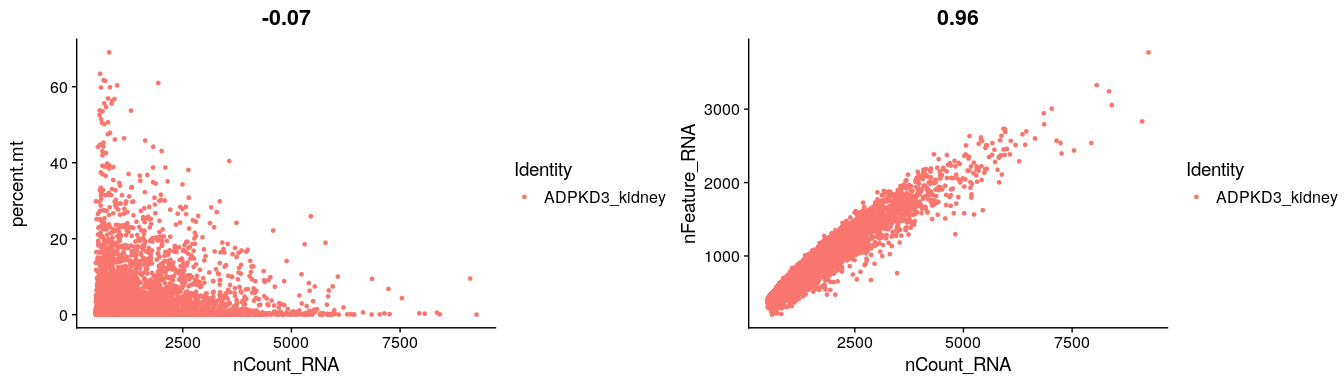 -0.07
percent.mt
60
40
20
0
2500
5000
7500
nCount_RNA
Identity
ADPKD3_kidney
0.96
nFeature_RNA
3000
2000
1000
2500
5000
7500
nCount_RNA
Identity
ADPKD3_kidney